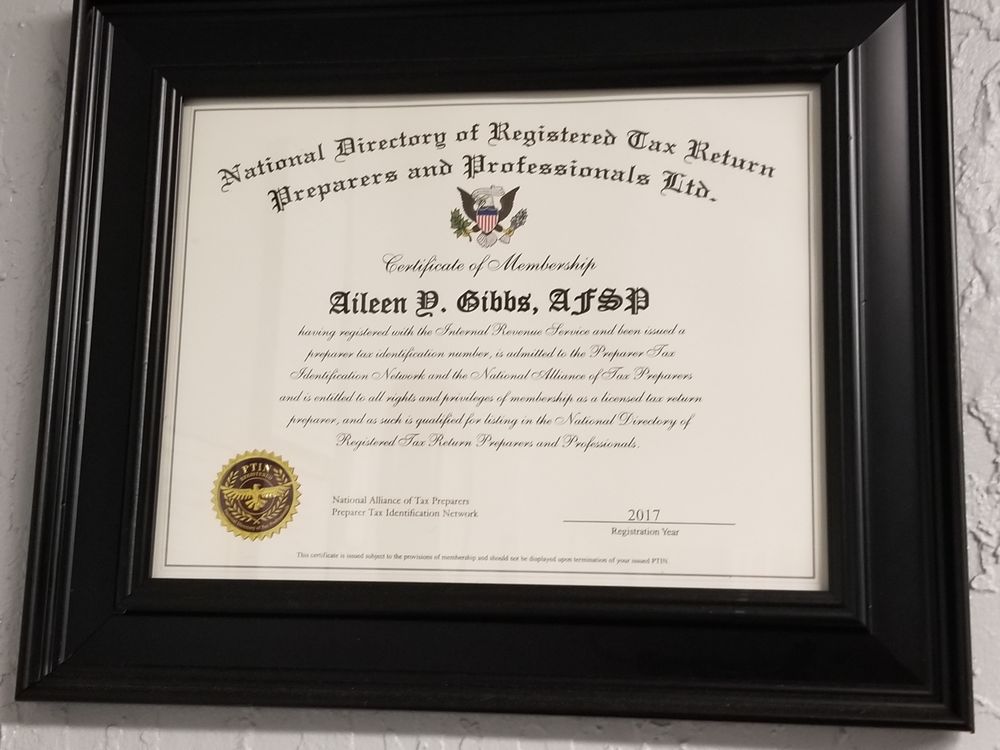 National Directory of Registered Tax Return
Preparers and Professionals Ltd.
Certificate of Membership
Aileen Y. Gibbs, AFSP
having registered with the Internal Revenue Service and been issued a
preparer tax identification number, is admitted to the Preparer Tax
Identification Network and the National Alliance of Tax Preparers
and is entitled to all rights and privileges of membership as a licensed tax return
preparer, and as such is qualified for listing in the National Directory of
Registered Tax Return Preparers and Professionals.
PTIN
REGISTERED
National Alliance of Tax Preparers
Preparer Tax Identification Network
2017
Registration Year
This certificate is issued subject to the provisions of membership and should not be displayed upon termination of your issued PTIN